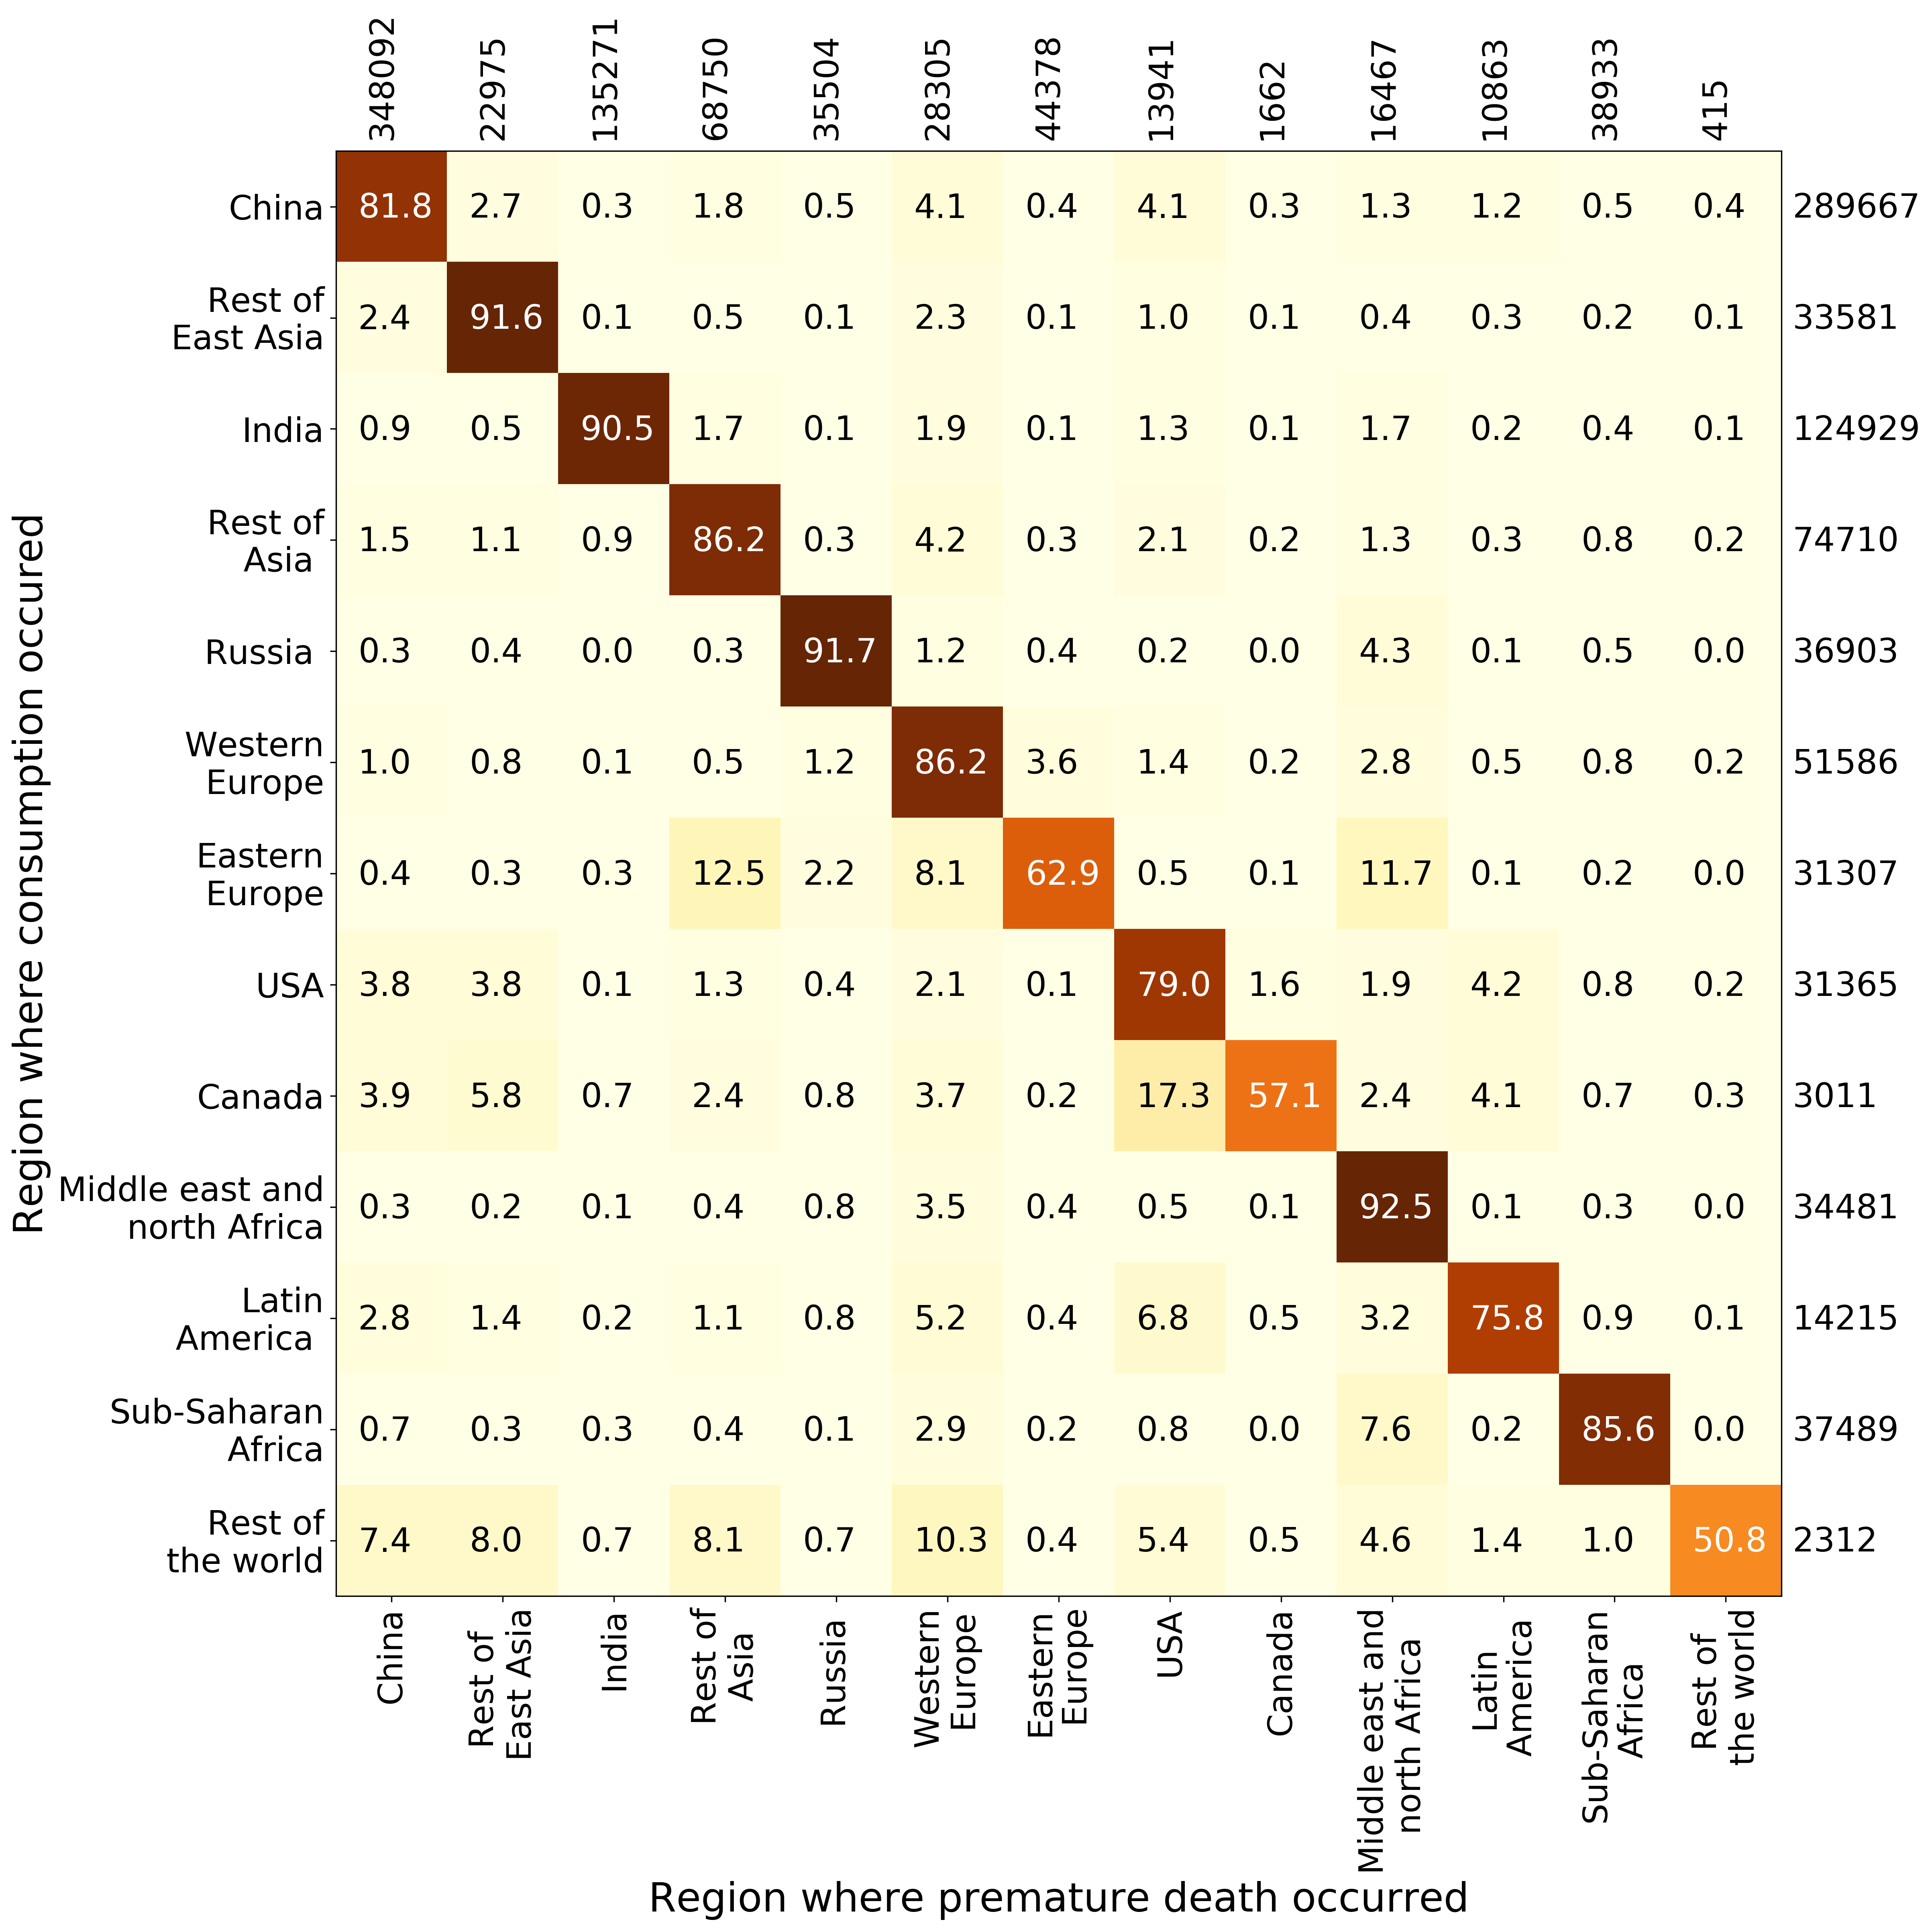 348092 229975 135271 68750 35504 28305 44378 13941 1662 16467 108863 389933 415
China 81.8 2.7 0.3 1.8 0.5 4.1 0.4 4.1 0.3 1.3 1.2 0.5 0.4 289667
Rest of
East Asia 2.4 91.6 0.1 0.5 0.1 2.3 0.1 1.0 0.1 0.4 0.3 0.2 0.1 33581
India 0.9 0.5 90.5 1.7 0.1 1.9 0.1 1.3 0.1 1.7 0.2 0.4 0.1 124929
Rest of
Asia 1.5 1.1 0.9 86.2 0.3 4.2 0.3 2.1 0.2 1.3 0.3 0.8 0.2 74710
Russia 0.3 0.4 0.0 0.3 91.7 1.2 0.4 0.2 0.0 4.3 0.1 0.5 0.0 36903
Western
Europe 1.0 0.8 0.1 0.5 1.2 86.2 3.6 1.4 0.2 2.8 0.5 0.8 0.2 51586
Eastern
Europe 0.4 0.3 0.3 12.5 2.2 8.1 62.9 0.5 0.1 11.7 0.1 0.2 0.0 31307
USA 3.8 3.8 0.1 1.3 0.4 2.1 0.1 79.0 1.6 1.9 4.2 0.8 0.2 31365
Canada 3.9 5.8 0.7 2.4 0.8 3.7 0.2 17.3 57.1 2.4 4.1 0.7 0.3 3011
Middle east and
north Africa 0.3 0.2 0.1 0.4 0.8 3.5 0.4 0.5 0.1 92.5 0.1 0.3 0.0 34481
Latin
America 2.8 1.4 0.2 1.1 0.8 5.2 0.4 6.8 0.5 3.2 75.8 0.9 0.1 14215
Sub-Saharan
Africa 0.7 0.3 0.3 0.4 0.1 2.9 0.2 0.8 0.0 7.6 0.2 85.6 0.0 37489
Rest of
the world 7.4 8.0 0.7 8.1 0.7 10.3 0.4 5.4 0.5 4.6 1.4 1.0 50.8 2312
Region where consumption occured
China
Rest of
East Asia
India
Rest of
Asia
Russia
Western
Europe
Eastern
Europe
USA
Canada
Middle east and
north Africa
Latin
America
Sub-Saharan
Africa
Rest of
the world
Region where premature death occurred